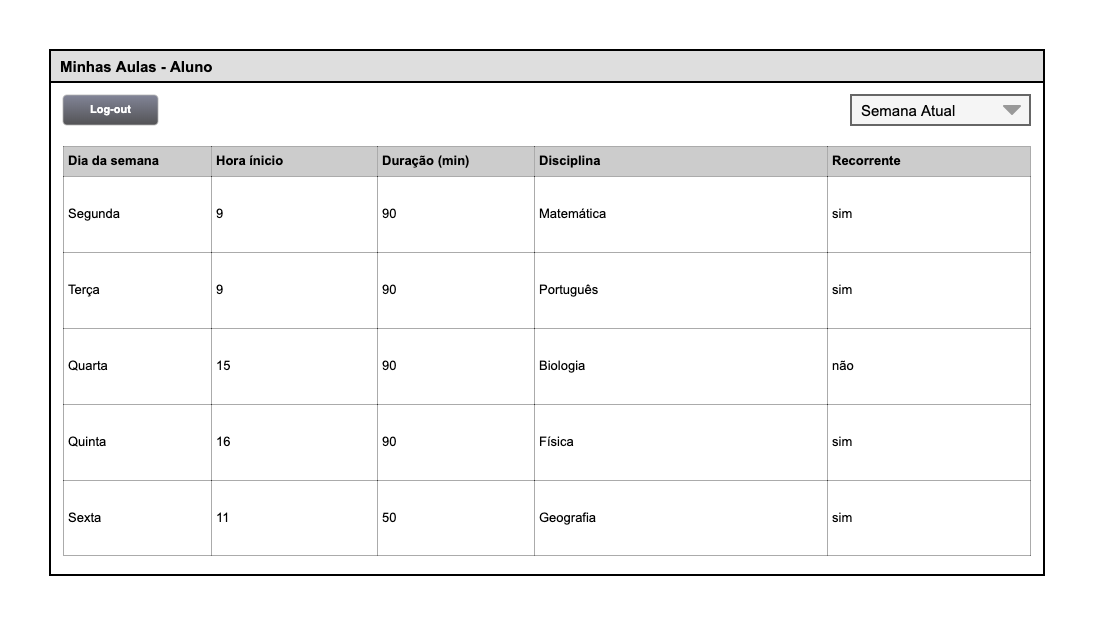 Minhas Aulas - Aluno
Log-out
Semana Atual
Dia da semana Hora ínicio Duração (min) Disciplina Recorrente
Segunda 9 90 Matemática sim
Terça 9 90 Português sim
Quarta 15 90 Biologia não
Quinta 16 90 Física sim
Sexta 11 50 Geografia sim